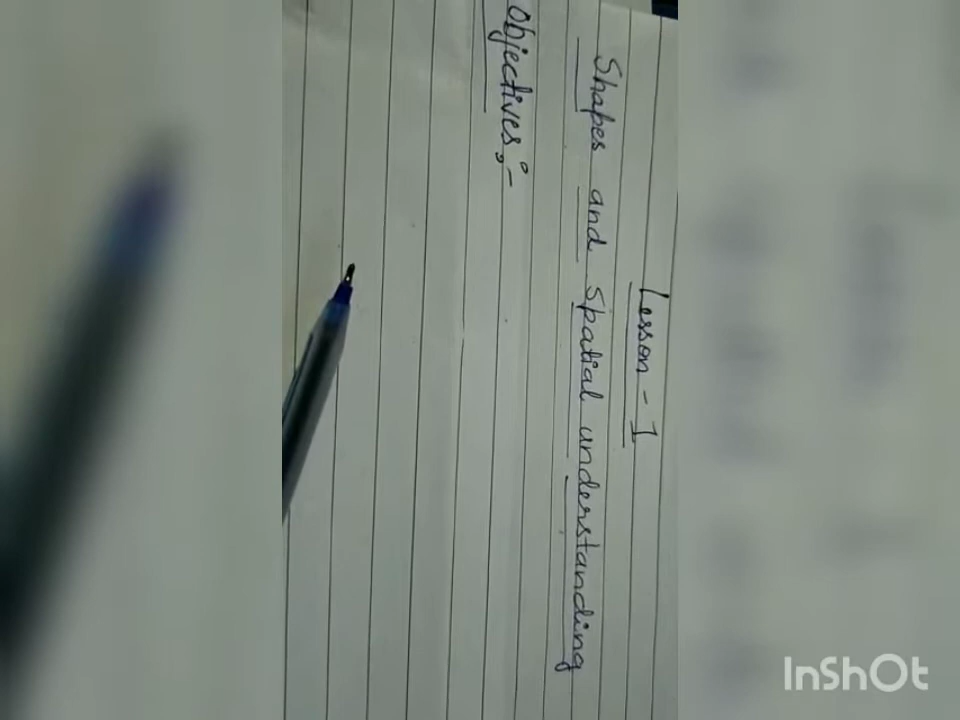 Lesson - 1
Shapes and Spatial understanding
Objectives:-
InShOt